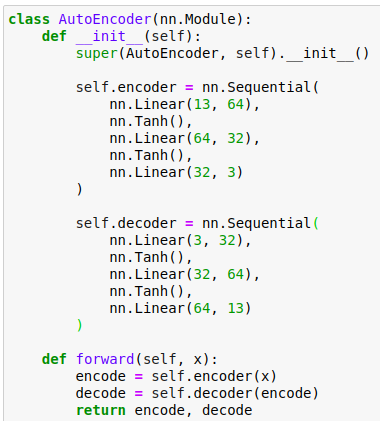 class AutoEncoder(nn.Module):
    def __init__(self):
        super(AutoEncoder, self).__init__()

        self.encoder = nn.Sequential(
            nn.Linear(13, 64),
            nn.Tanh(),
            nn.Linear(64, 32),
            nn.Tanh(),
            nn.Linear(32, 3)
        )

        self.decoder = nn.Sequential(
            nn.Linear(3, 32),
            nn.Tanh(),
            nn.Linear(32, 64),
            nn.Tanh(),
            nn.Linear(64, 13)
        )

    def forward(self, x):
        encode = self.encoder(x)
        decode = self.decoder(encode)
        return encode, decode